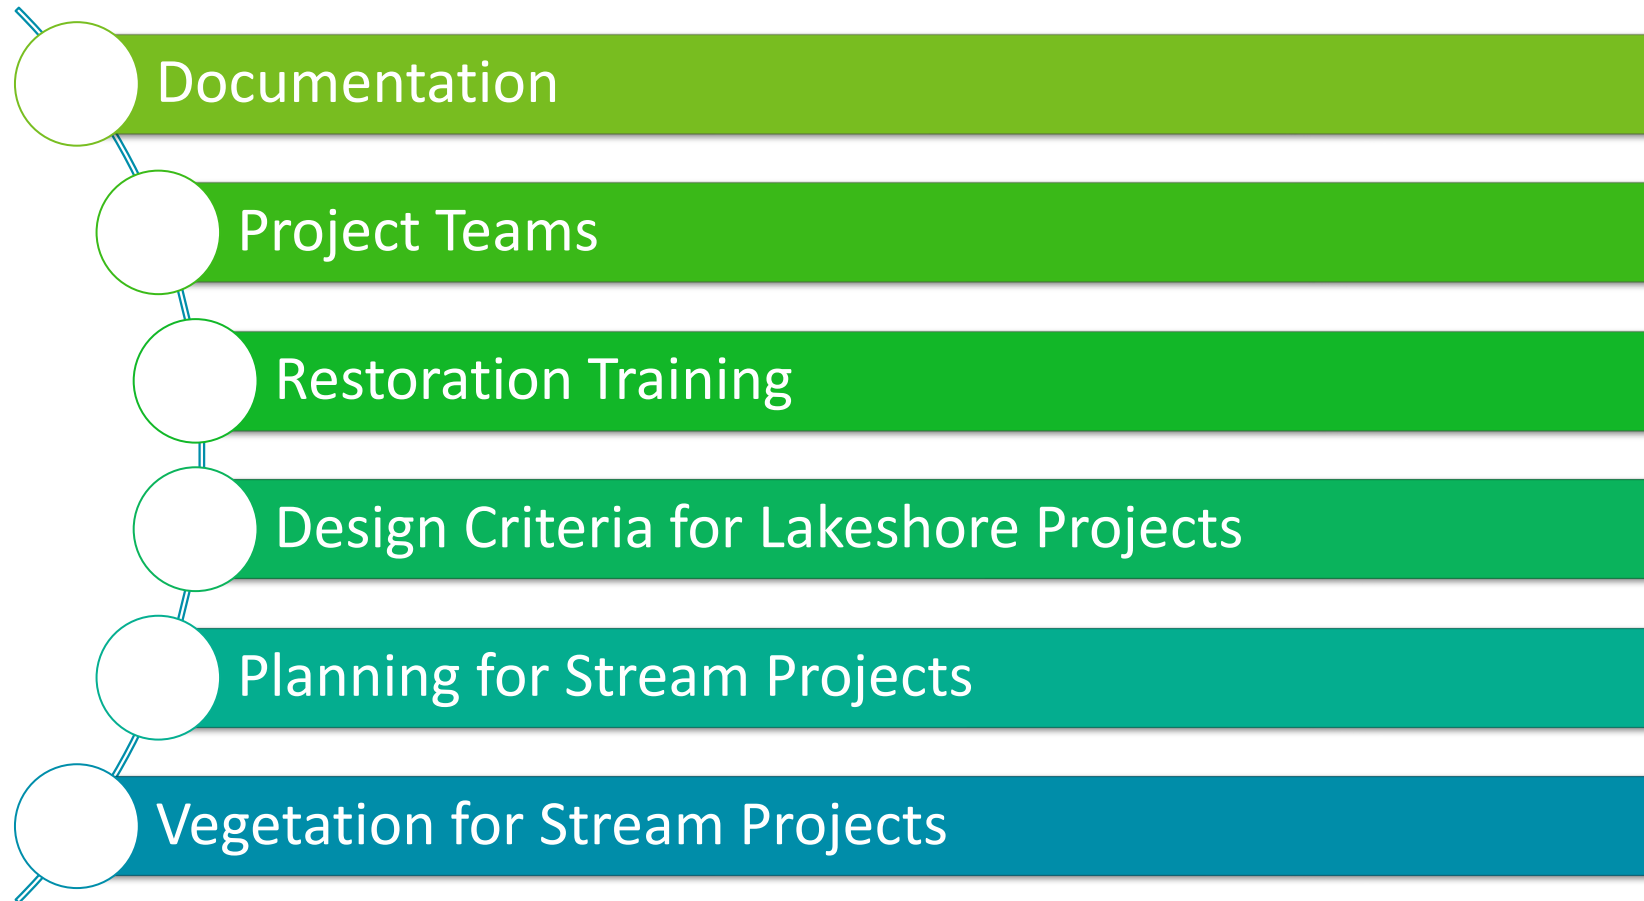 Documentation
Project Teams
Restoration Training
Design Criteria for Lakeshore Projects
Planning for Stream Projects
Vegetation for Stream Projects